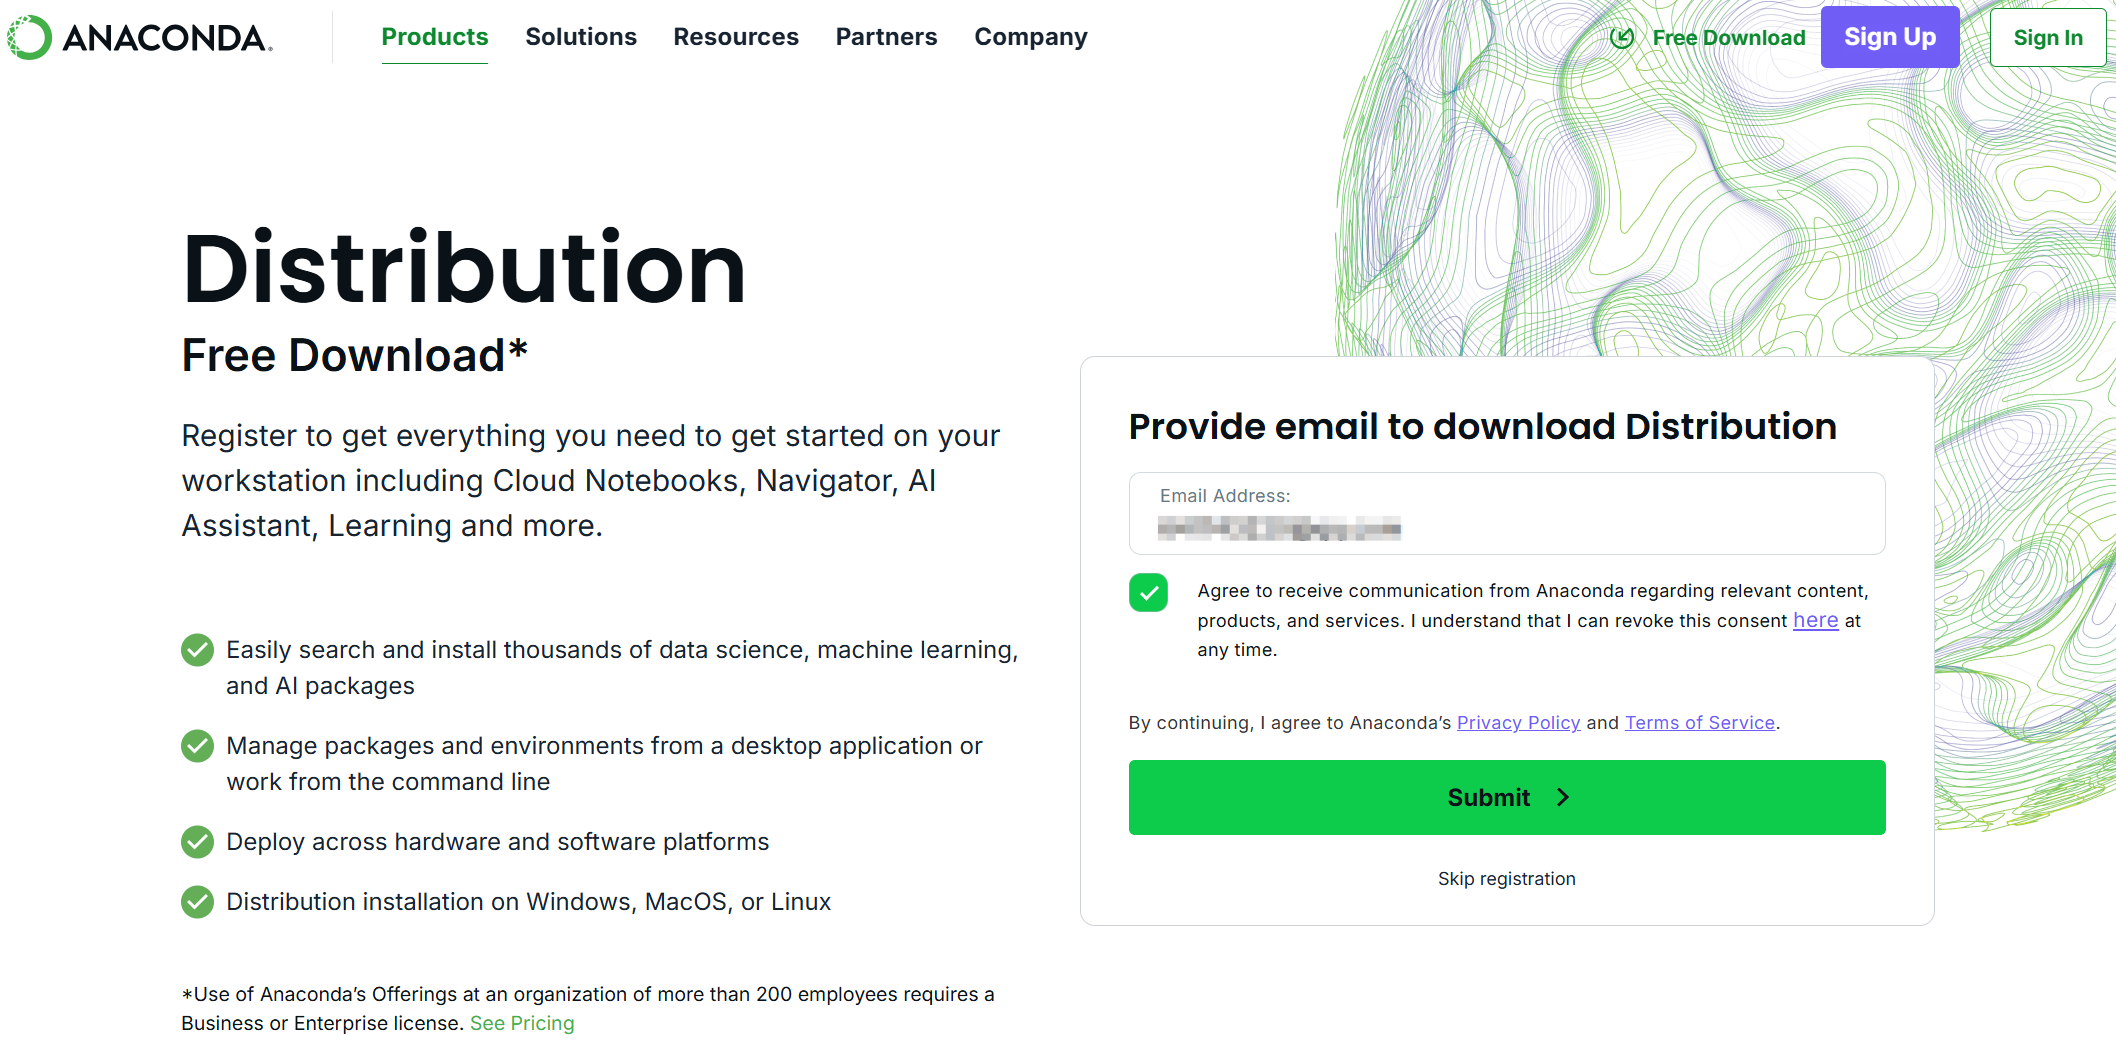 ANACONDA.
Products
Solutions
Resources
Partners
Company
Free Download
Sign Up
Sign In
Distribution
Free Download*
Register to get everything you need to get started on your
workstation including Cloud Notebooks, Navigator, AI
Assistant, Learning and more.
Easily search and install thousands of data science, machine learning,
and AI packages
Manage packages and environments from a desktop application or
work from the command line
Deploy across hardware and software platforms
Distribution installation on Windows, MacOS, or Linux
*Use of Anaconda’s Offerings at an organization of more than 200 employees requires a
Business or Enterprise license. See Pricing
Provide email to download Distribution
Email Address:
Agree to receive communication from Anaconda regarding relevant content,
products, and services. I understand that I can revoke this consent here at
any time.
By continuing, I agree to Anaconda’s Privacy Policy and Terms of Service.
Submit
Skip registration